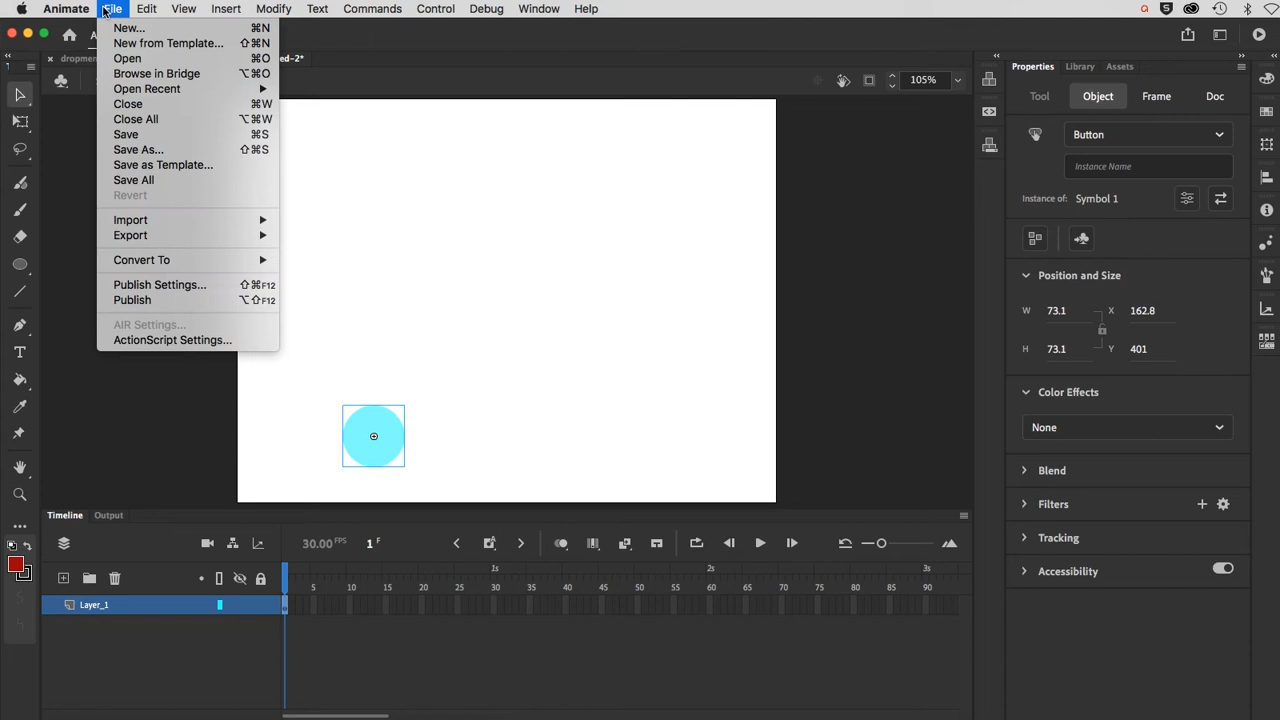 Animate File Edit View Insert Modify Text Commands Control Debug Window Help
New... ⌘N
New from Template... ⇧⌘N
Open ⌘O
Browse in Bridge ⌥⌘O
Open Recent
Close ⌘W
Close All ⌥⌘W
Save ⌘S
Save As... ⇧⌘S
Save as Template...
Save All
Revert
Import
Export
Convert To
Publish Settings... ⇧⌘F12
Publish ⌥⇧F12
AIR Settings...
ActionScript Settings...
A
dropmen
ed-2*
105%
Properties Library Assets
Tool Object Frame Doc
Button
Instance Name
Instance of: Symbol 1
Position and Size
W 73.1 X 162.8
H 73.1 Y 401
Color Effects
None
Blend
Filters
Tracking
Accessibility
Timeline Output
30.00 FPS 1 F
1s 2s 3s
5 10 15 20 25 30 35 40 45 50 55 60 65 70 75 80 85 90
Layer_1